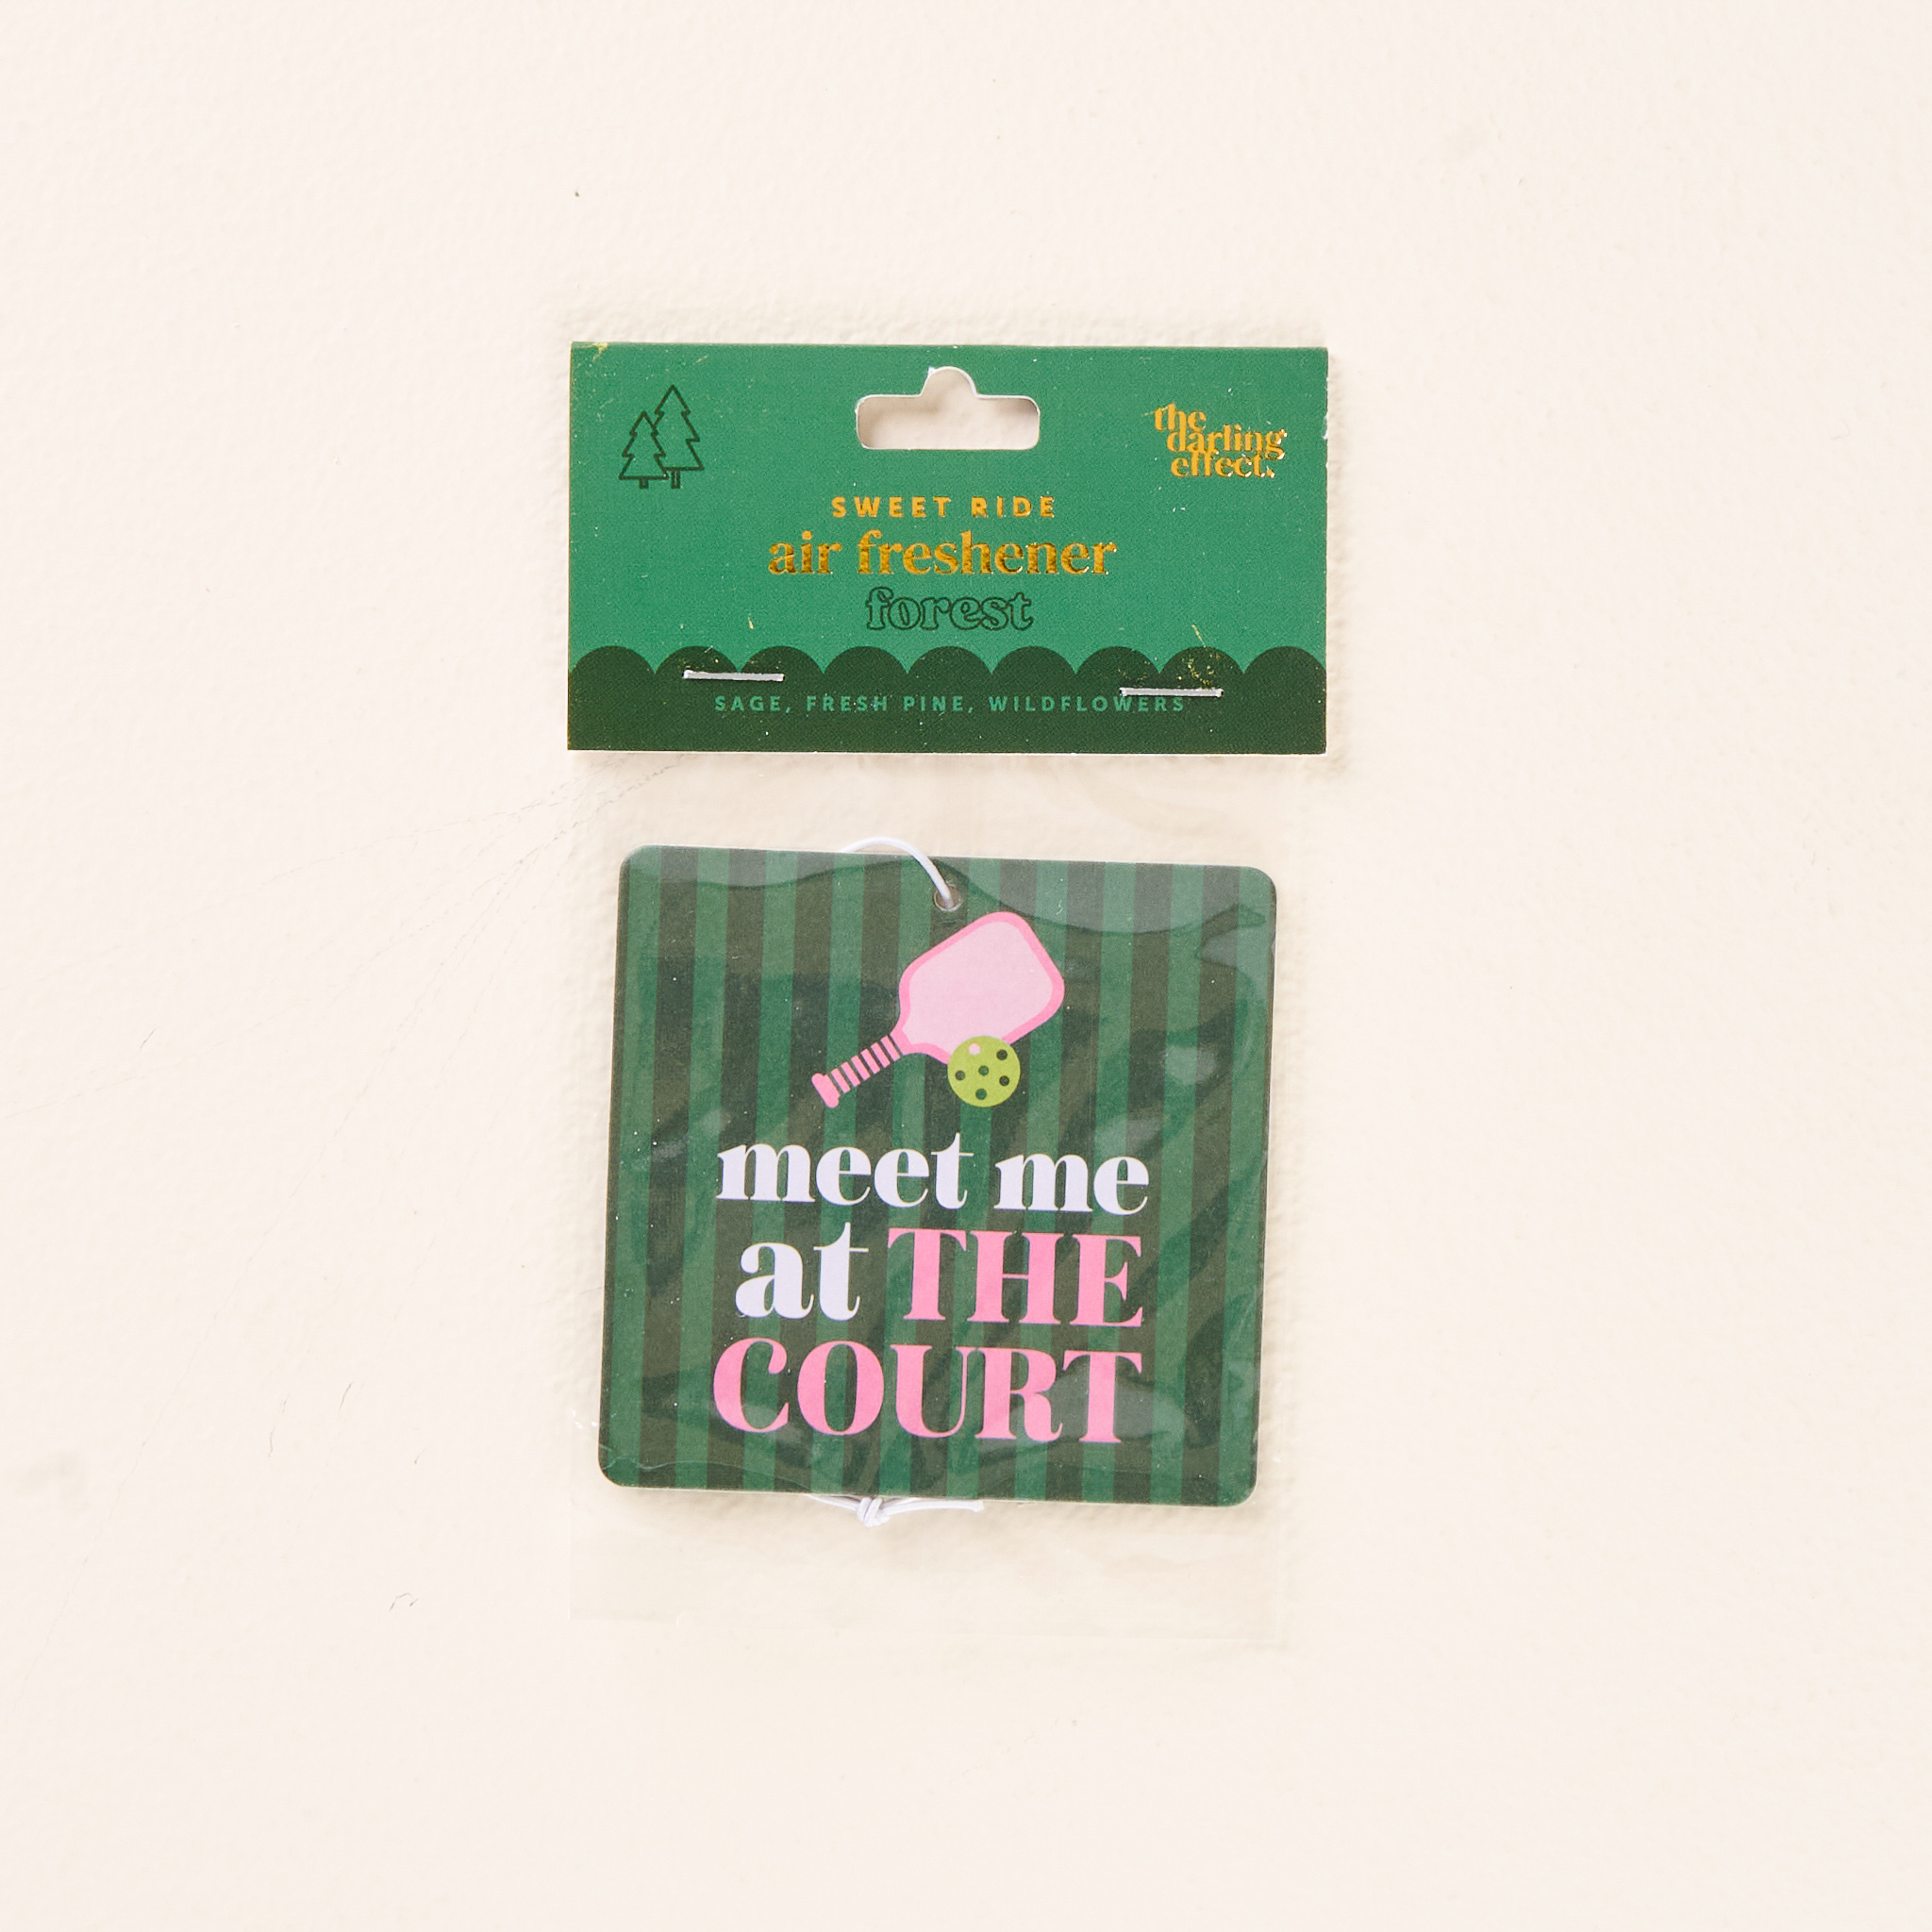 the
darling
effect.
SWEET RIDE
air freshener
forest
SAGE, FRESH PINE, WILDFLOWERS
meet me
at THE
COURT